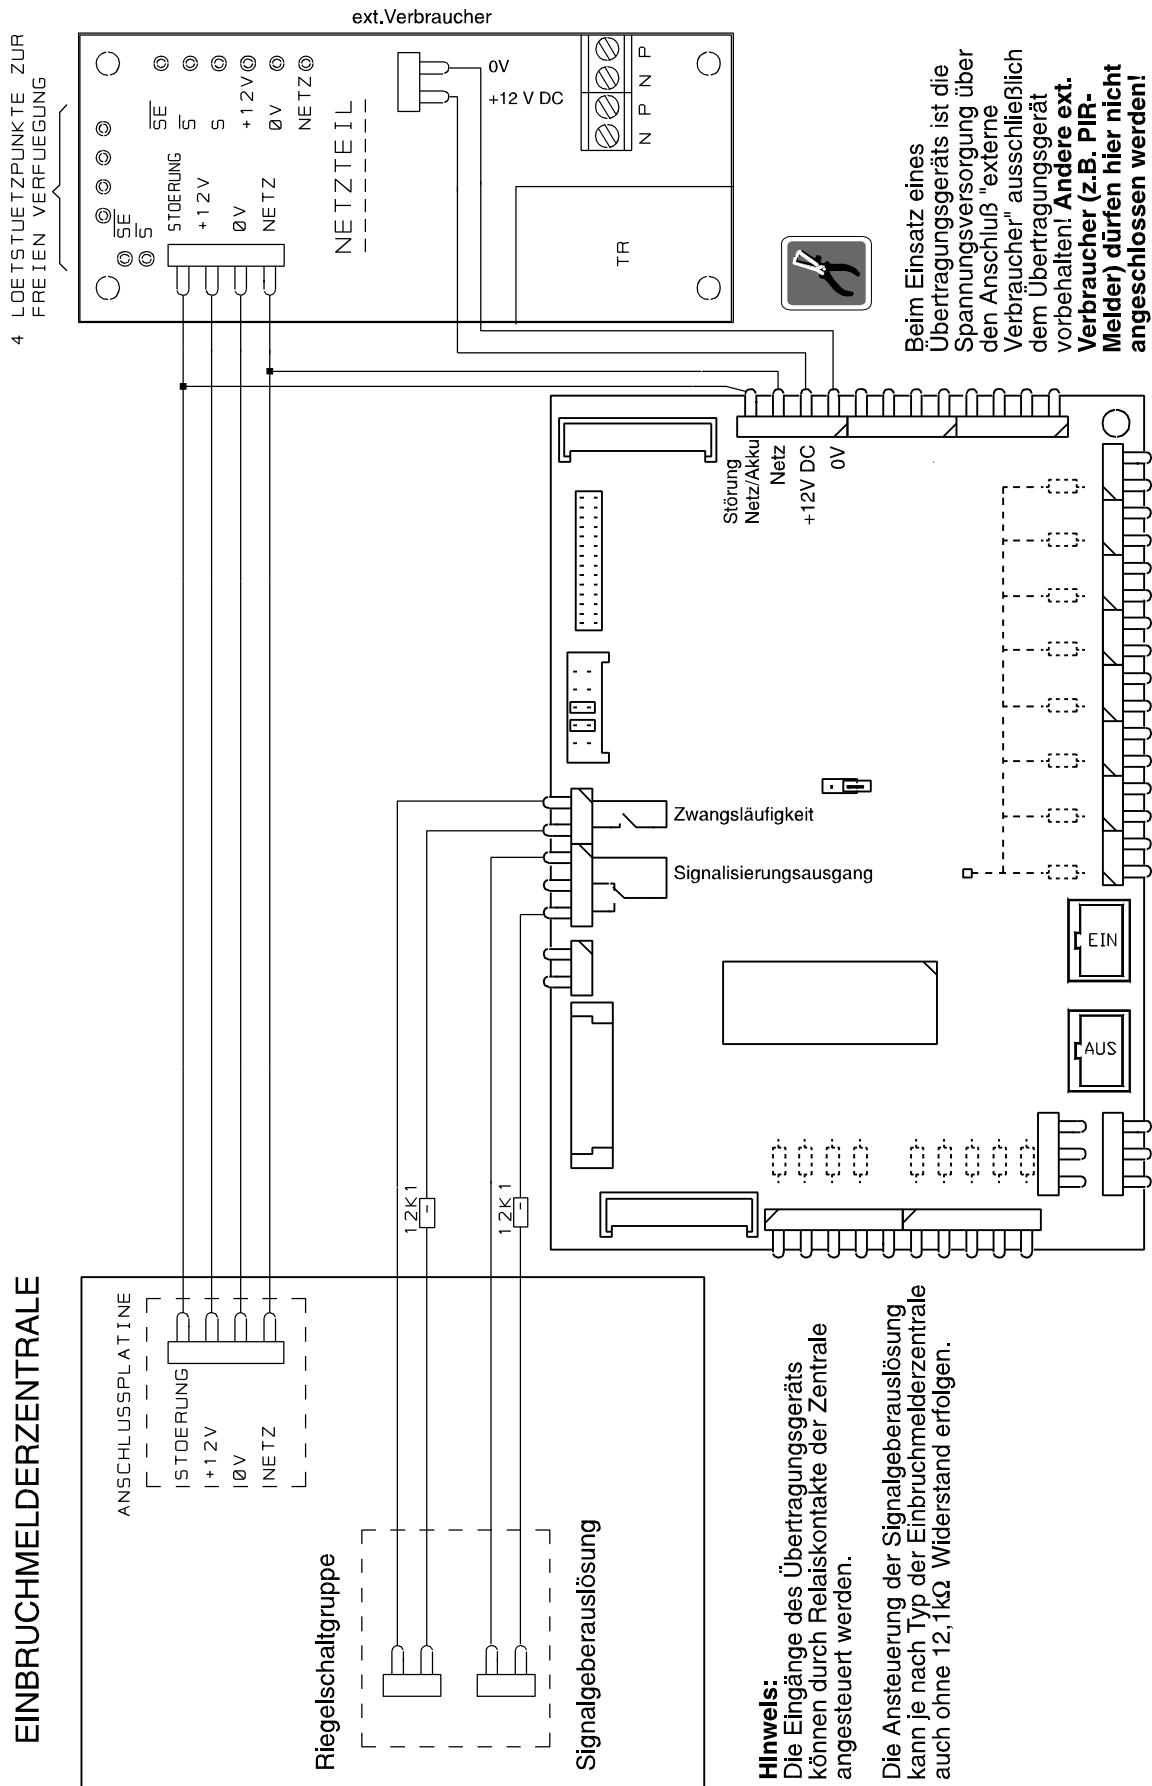 EINBRUCHMELDERZENTRALE
ANSCHLUSSPLATINE
STOERUNG
+12V
0V
NETZ
Riegelschaltgruppe
Signalgeberauslösung
12K1
12K1
4 LOETSTUETZPUNKTE ZUR
FREIEN VERFUEGUNG
SE
S
STOERUNG
+12V
0V
NETZ
SE
S
S
+12V
0V
NETZ
NETZTEIL
ext.Verbraucher
0V
+12 V DC
N P N P
TR
Störung
Netz/Akku
Netz
+12V DC
0V
Zwangsläufigkeit
Signalisierungsausgang
EIN
AUS
Hinweis:
Die Eingänge des Übertragungsgeräts
können durch Relaiskontakte der Zentrale
angesteuert werden.
Die Ansteuerung der Signalgeberauslösung
kann je nach Typ der Einbruchmelderzentrale
auch ohne 12,1kΩ Widerstand erfolgen.
Beim Einsatz eines
Übertragungsgeräts ist die
Spannungsversorgung über
den Anschluß "externe
Verbraucher" ausschließlich
dem Übertragungsgerät
vorbehalten! Andere ext.
Verbraucher (z.B. PIR-
Melder) dürfen hier nicht
angeschlossen werden!